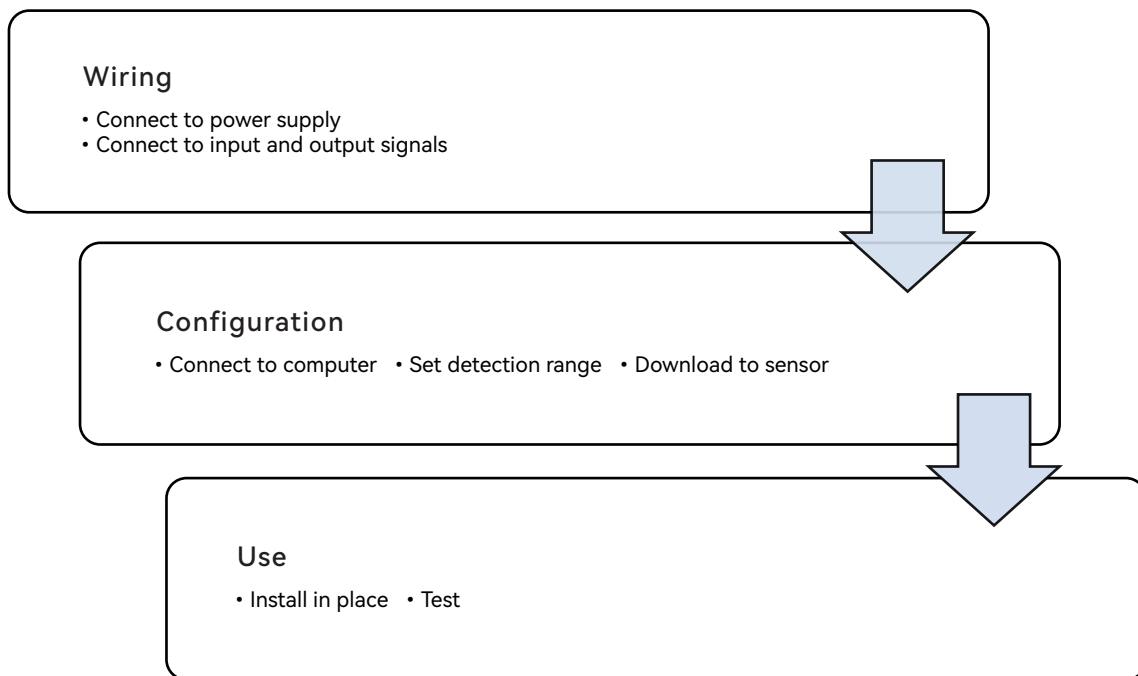 Wiring
• Connect to power supply
• Connect to input and output signals
Configuration
• Connect to computer • Set detection range • Download to sensor
Use
• Install in place • Test